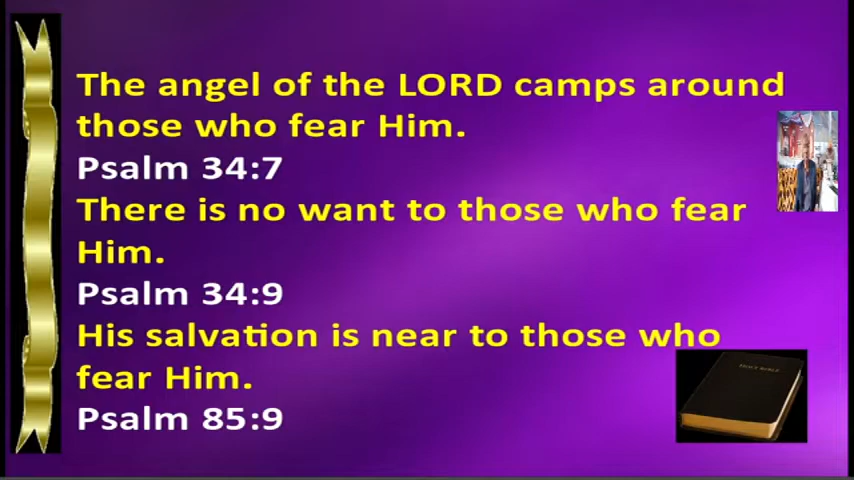 The angel of the LORD camps around
those who fear Him.
Psalm 34:7
There is no want to those who fear
Him.
Psalm 34:9
His salvation is near to those who
fear Him.
Psalm 85:9
HOLY BIBLE